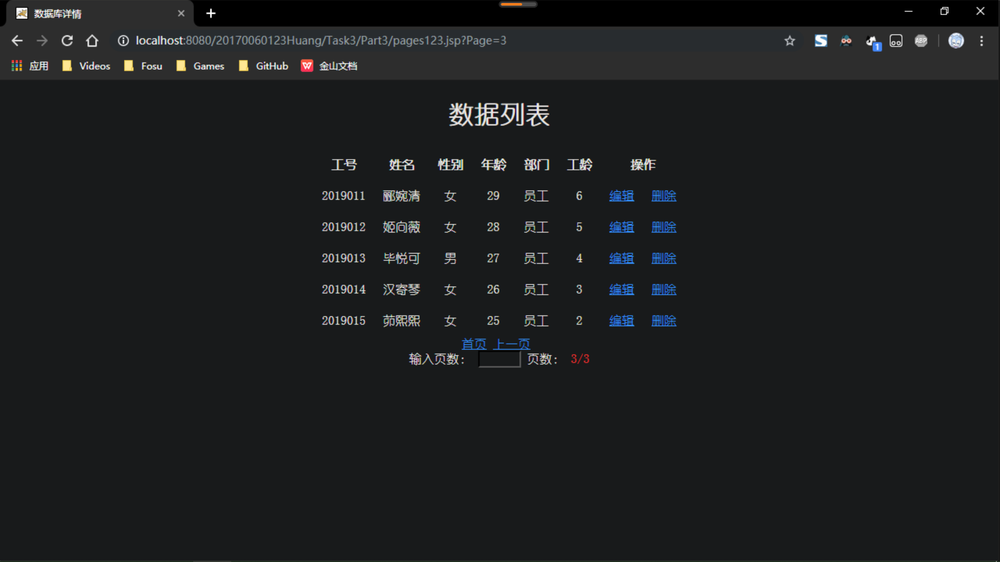 数据库详情
localhost:8080/20170060123Huang/Task3/Part3/pages123.jsp?Page=3
S 1 ABP
应用 Videos Fosu Games GitHub W 金山文档
数据列表
工号 姓名 性别 年龄 部门 工龄 操作
2019011 郦婉清 女 29 员工 6 编辑 删除
2019012 姬向薇 女 28 员工 5 编辑 删除
2019013 毕悦可 男 27 员工 4 编辑 删除
2019014 汉寄琴 女 26 员工 3 编辑 删除
2019015 茆熙熙 女 25 员工 2 编辑 删除
首页 上一页
输入页数： 页数： 3/3